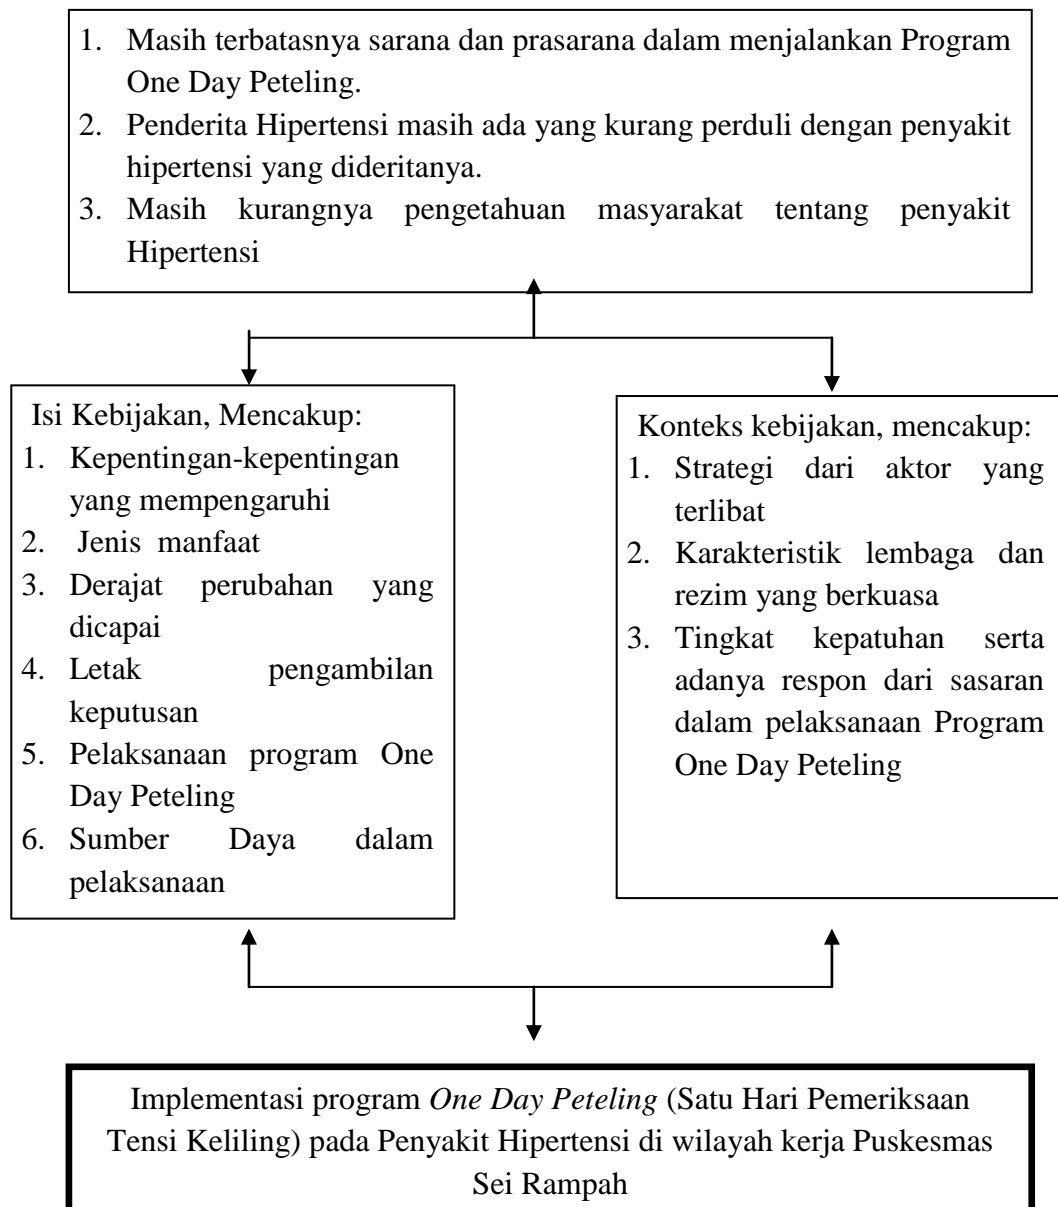 1. Masih terbatasnya sarana dan prasarana dalam menjalankan Program
One Day Peteling.
2. Penderita Hipertensi masih ada yang kurang perduli dengan penyakit
hipertensi yang dideritanya.
3. Masih kurangnya pengetahuan masyarakat tentang penyakit
Hipertensi
Isi Kebijakan, Mencakup:
1. Kepentingan-kepentingan
yang mempengaruhi
2. Jenis manfaat
3. Derajat perubahan yang
dicapai
4. Letak pengambilan
keputusan
5. Pelaksanaan program One
Day Peteling
6. Sumber Daya dalam
pelaksanaan
Konteks kebijakan, mencakup:
1. Strategi dari aktor yang
terlibat
2. Karakteristik lembaga dan
rezim yang berkuasa
3. Tingkat kepatuhan serta
adanya respon dari sasaran
dalam pelaksanaan Program
One Day Peteling
Implementasi program One Day Peteling (Satu Hari Pemeriksaan
Tensi Keliling) pada Penyakit Hipertensi di wilayah kerja Puskesmas
Sei Rampah